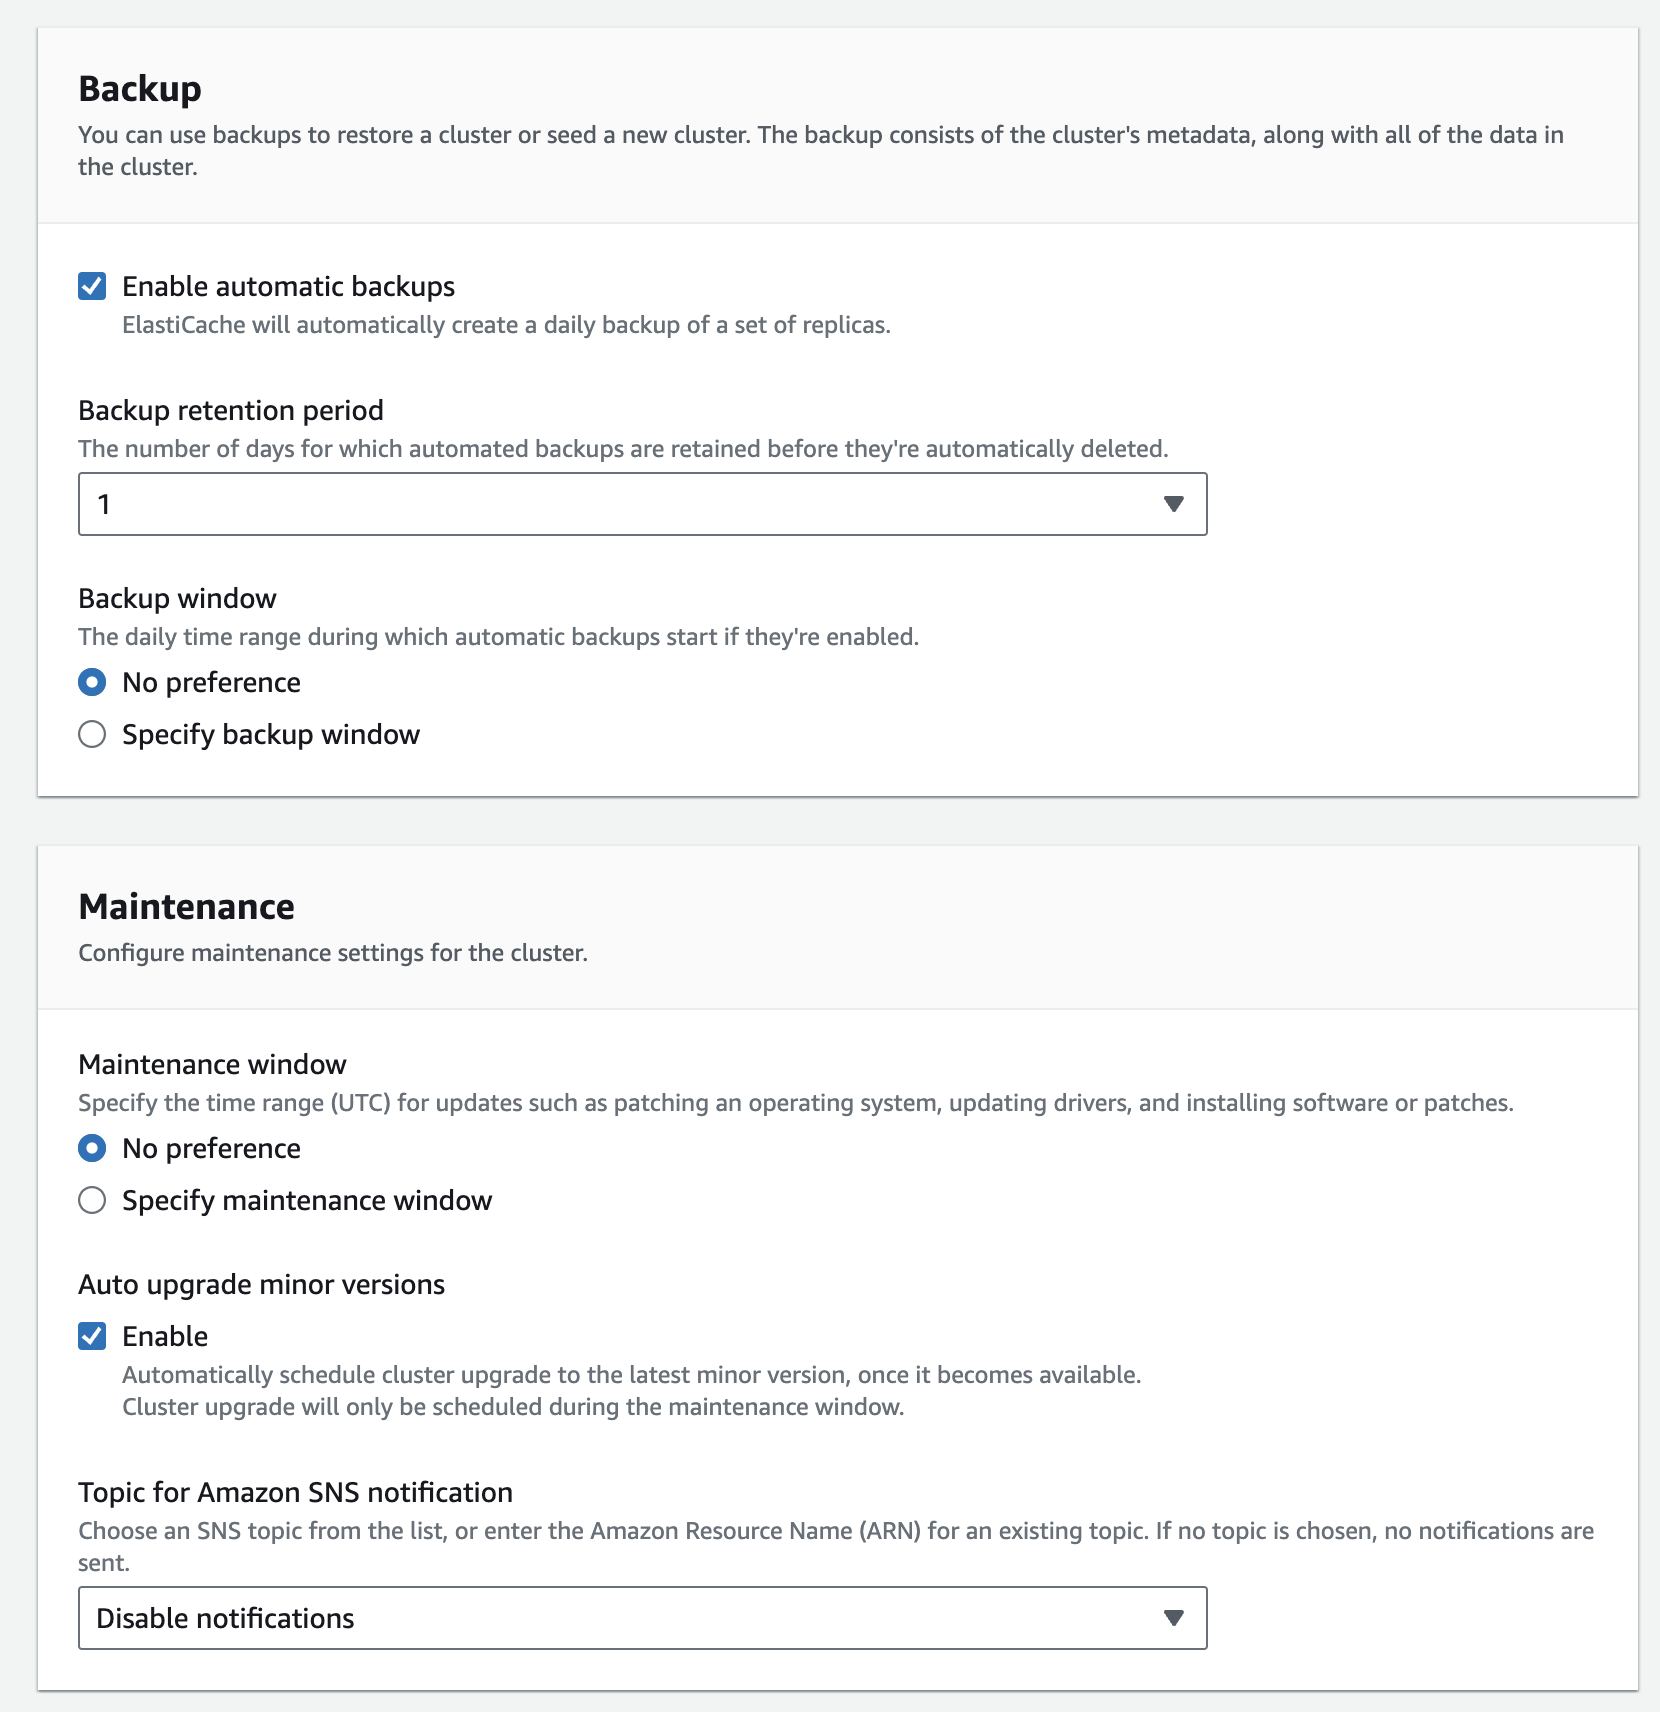 Backup
You can use backups to restore a cluster or seed a new cluster. The backup consists of the cluster's metadata, along with all of the data in
the cluster.
Enable automatic backups
ElastiCache will automatically create a daily backup of a set of replicas.
Backup retention period
The number of days for which automated backups are retained before they're automatically deleted.
1
Backup window
The daily time range during which automatic backups start if they're enabled.
No preference
Specify backup window
Maintenance
Configure maintenance settings for the cluster.
Maintenance window
Specify the time range (UTC) for updates such as patching an operating system, updating drivers, and installing software or patches.
No preference
Specify maintenance window
Auto upgrade minor versions
Enable
Automatically schedule cluster upgrade to the latest minor version, once it becomes available.
Cluster upgrade will only be scheduled during the maintenance window.
Topic for Amazon SNS notification
Choose an SNS topic from the list, or enter the Amazon Resource Name (ARN) for an existing topic. If no topic is chosen, no notifications are
sent.
Disable notifications